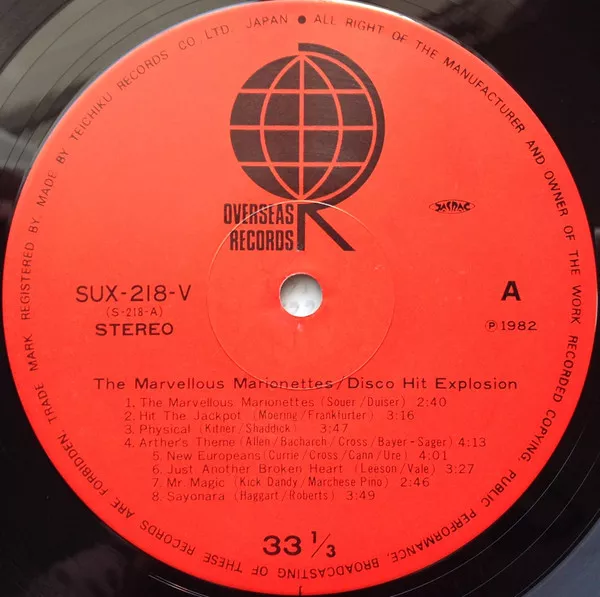 MADE BY TEICHIKU RECORDS CO., LTD. JAPAN ● ALL RIGHT OF THE MANUFACTURER AND OWNER OF THE WORK RECORDED COPYING, PUBLIC PERFORMANCE, BROADCASTING OF THESE RECORDS ARE FORBIDDEN, TRADE MARK REGISTERED BY
OVERSEAS
RECORDS
JASRAC
SUX-218-V
(S-218-A)
STEREO
A
℗ 1982
The Marvellous Marionettes/Disco Hit Explosion
1. The Marvellous Marionettes (Souer/Duiser) 2:40
2. Hit The Jackpot (Moering/Frankfurter) 3:16
3. Physical (Kitner/Shaddick) 3:47
4. Arther's Theme (Allen/Bacharch/Cross/Bayer-Sager) 4:13
5. New Europeans (Currie/Cross/Cann/Ure) 4:01
6. Just Another Broken Heart (Leeson/Vale) 3:27
7. Mr. Magic (Kick Dandy/Marchese Pino) 2:46
8. Sayonara (Haggart/Roberts) 3:49
33 1/3